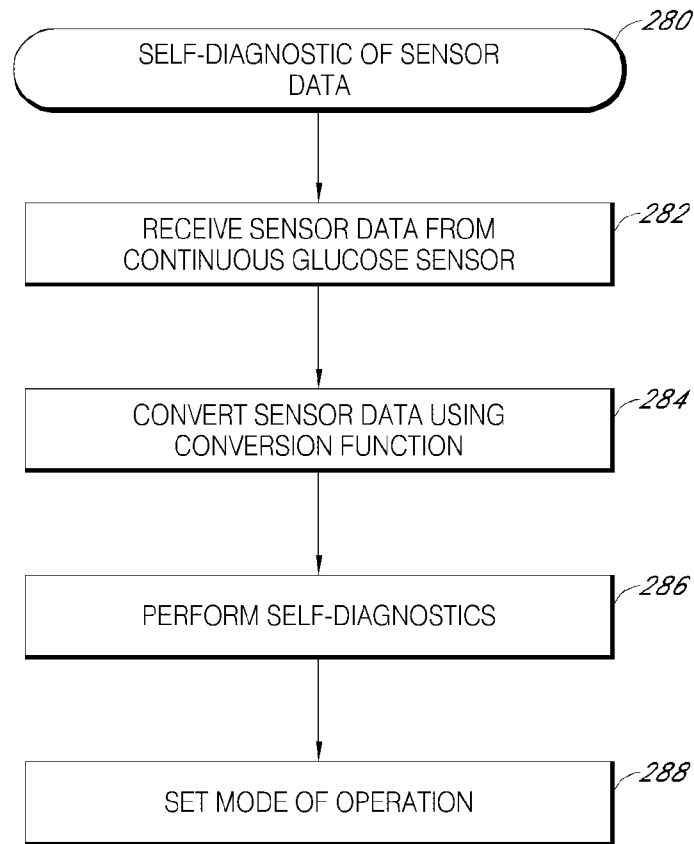 280
SELF-DIAGNOSTIC OF SENSOR
DATA
282
RECEIVE SENSOR DATA FROM
CONTINUOUS GLUCOSE SENSOR
284
CONVERT SENSOR DATA USING
CONVERSION FUNCTION
286
PERFORM SELF-DIAGNOSTICS
288
SET MODE OF OPERATION